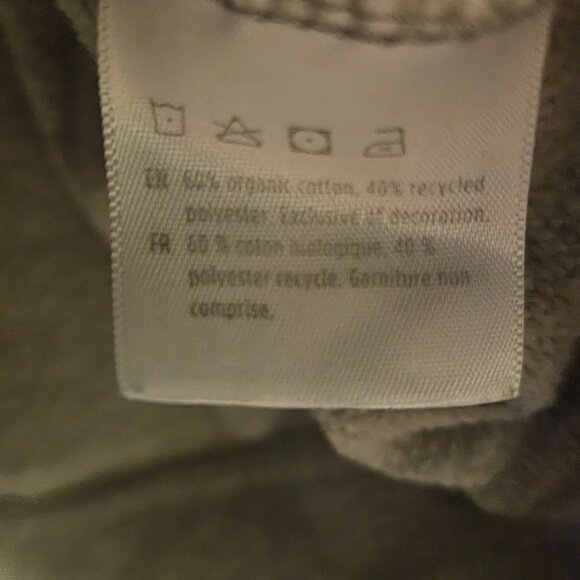 EN 60% organic cotton, 40% recycled
polyester. Exclusive of decoration.
FR 60 % coton biologique, 40 %
polyester recycle. Garniture non
comprise.